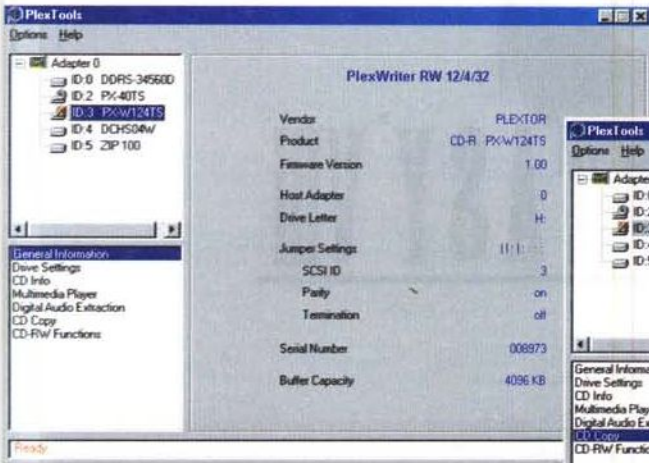 PlexTools
Options Help
Adapter 0
ID:0 DDRS-34560D
ID:2 PX-40TS
ID:3 PX-W124TS
ID:4 DCHS04W
ID:5 ZIP 100
General Information
Drive Settings
CD Info
Multimedia Player
Digital Audio Extraction
CD Copy
CD-RW Functions
PlexWriter RW 12/4/32
Vendor PLEXTOR
Product CD-R PX-W124TS
Firmware Version 1.00
Host Adapter 0
Drive Letter H:
Jumper Settings
SCSI ID 3
Parity on
Termination off
Serial Number 008973
Buffer Capacity 4096 KB
Ready
PlexTools
Options Help
Adapte
ID:
ID:
ID:
ID:
ID:
General Informa
Drive Settings
CD Info
Multimedia Play
Digital Audio Ex
CD Copy
CD-RW Functio